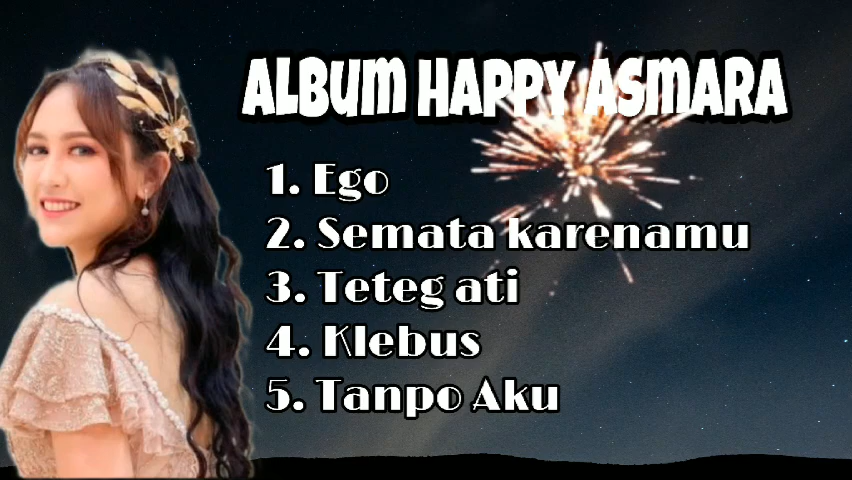 ALBUM HAPPY ASMARA
1. Ego
2. Semata karenamu
3. Teteg ati
4. Klebus
5. Tanpo Aku